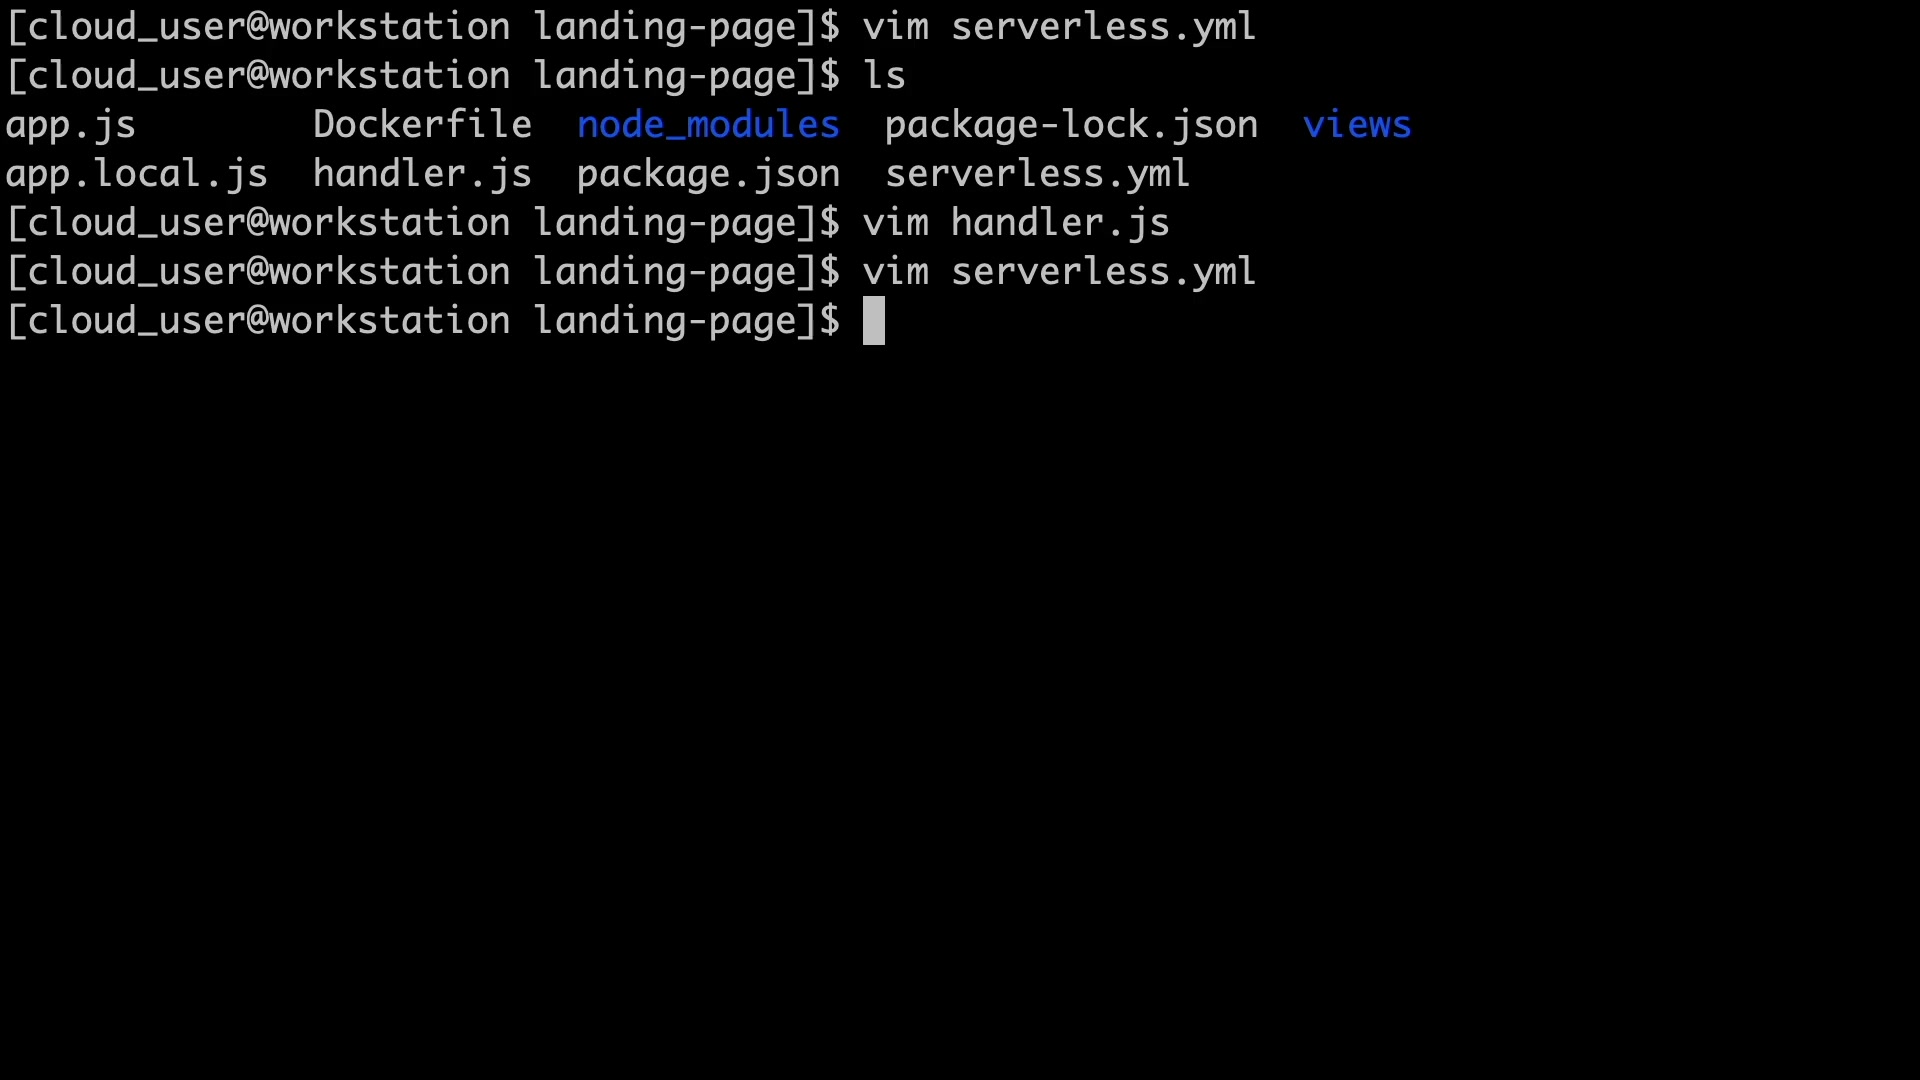 [cloud_user@workstation landing-page]$ vim serverless.yml
[cloud_user@workstation landing-page]$ ls
app.js        Dockerfile  node_modules  package-lock.json  views
app.local.js  handler.js  package.json  serverless.yml
[cloud_user@workstation landing-page]$ vim handler.js
[cloud_user@workstation landing-page]$ vim serverless.yml
[cloud_user@workstation landing-page]$